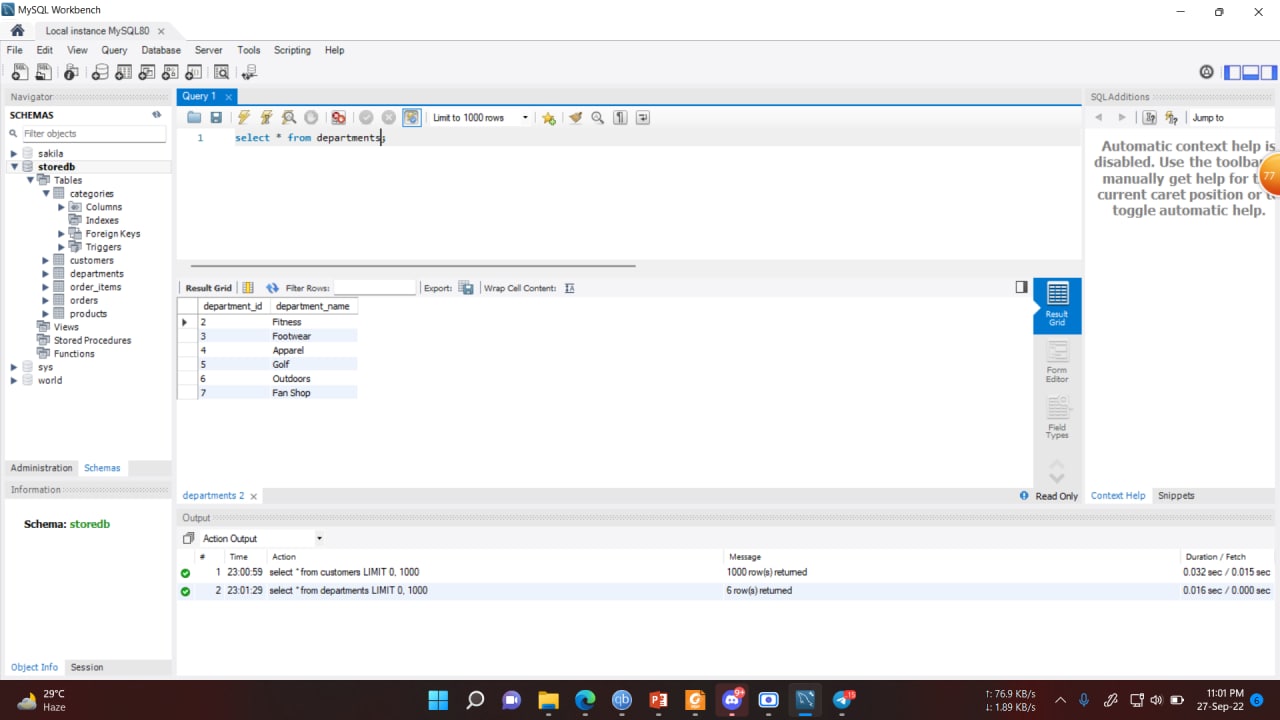 MySQL Workbench
Local instance MySQL80
File Edit View Query Database Server Tools Scripting Help
Navigator
SCHEMAS
Filter objects
sakila
storedb
Tables
categories
Columns
Indexes
Foreign Keys
Triggers
customers
departments
order_items
orders
products
Views
Stored Procedures
Functions
sys
world
Administration Schemas
Information
Schema: storedb
Object Info Session
Query 1
Limit to 1000 rows
1 select * from departments;
Result Grid Filter Rows: Export: Wrap Cell Content:
department_id department_name
2 Fitness
3 Footwear
4 Apparel
5 Golf
6 Outdoors
7 Fan Shop
Result
Grid
Form
Editor
Field
Types
departments 2
Read Only
SQLAdditions
Jump to
Automatic context help is
disabled. Use the toolba
manually get help for t
current caret position or t
toggle automatic help.
77
Context Help Snippets
Output
Action Output
# Time Action Message Duration / Fetch
1 23:00:59 select * from customers LIMIT 0, 1000 1000 row(s) returned 0.032 sec / 0.015 sec
2 23:01:29 select * from departments LIMIT 0, 1000 6 row(s) returned 0.016 sec / 0.000 sec
29°C
Haze
9+
15
↑: 76.9 KB/s
↓: 1.89 KB/s
11:01 PM
27-Sep-22
6